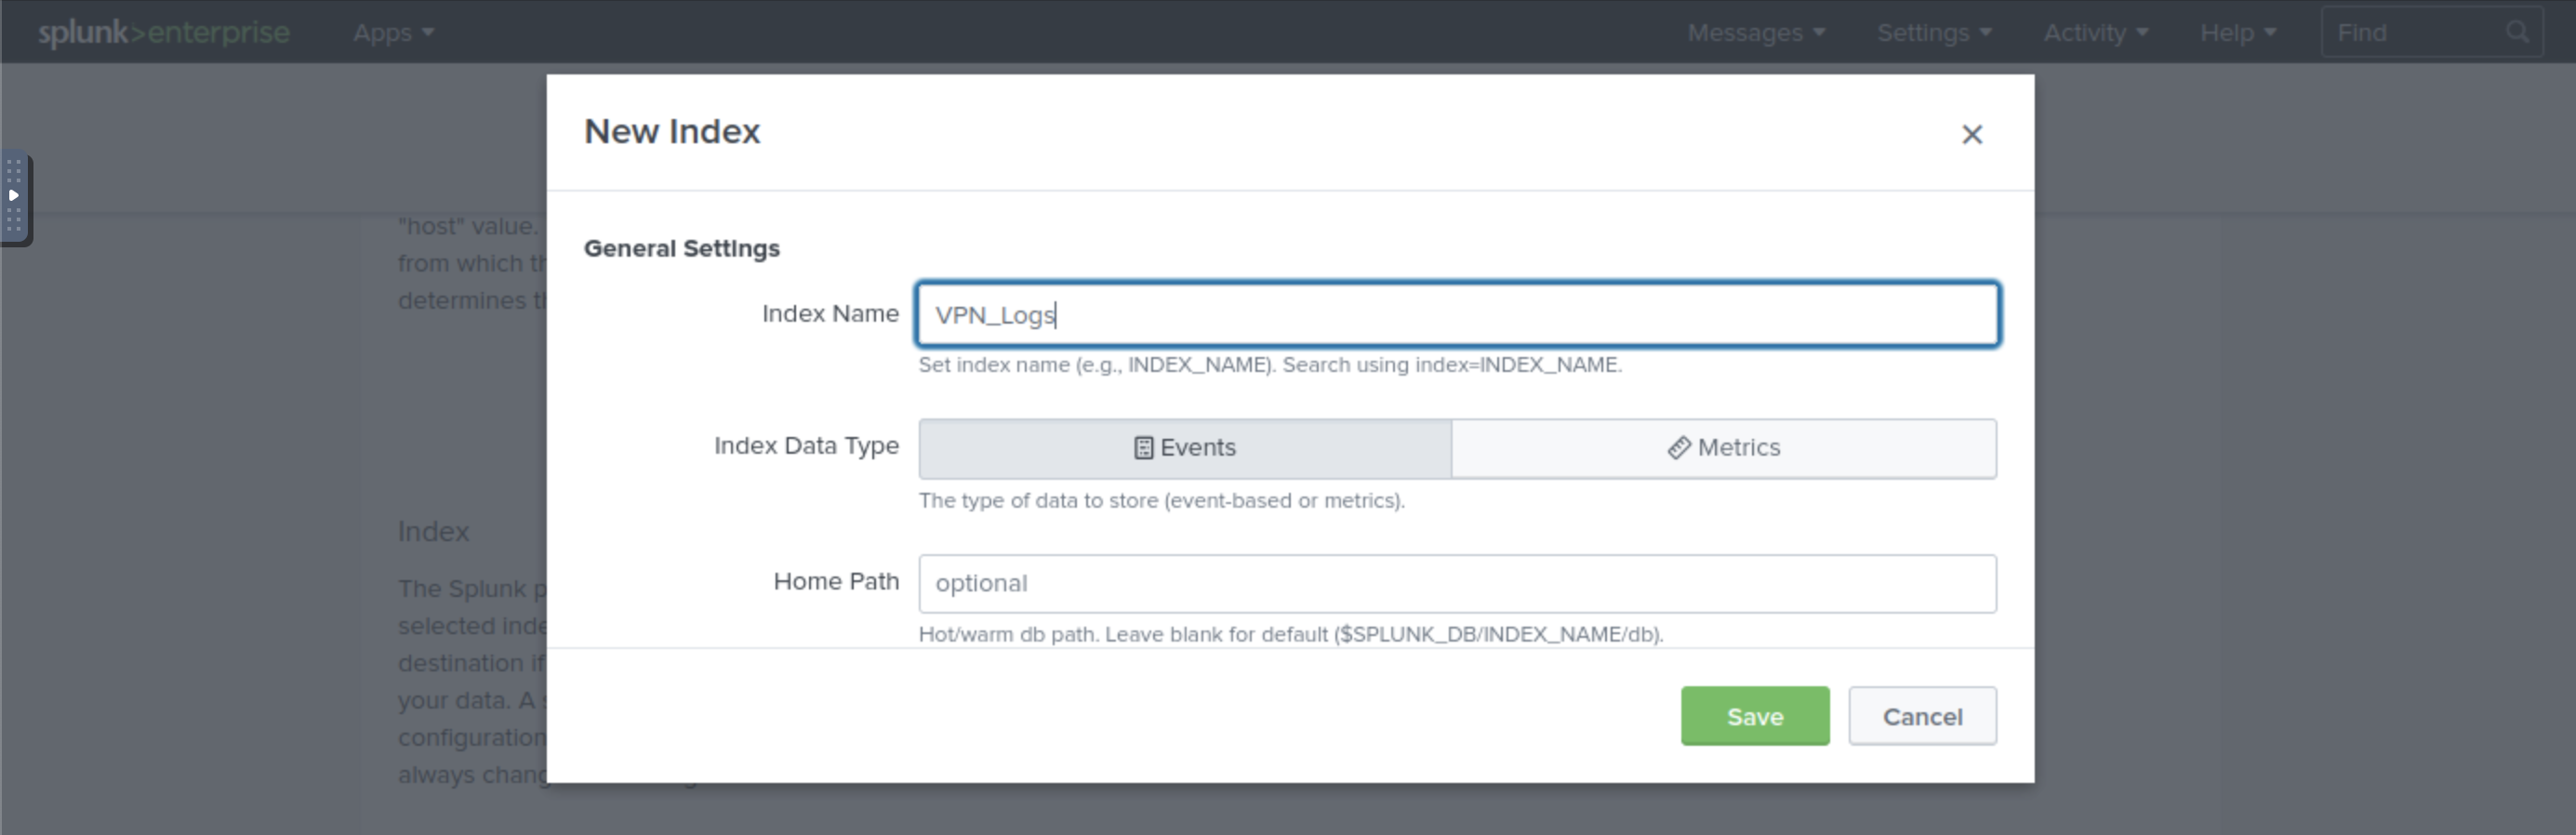 splunk>enterprise Apps Messages Settings Activity Help Find
New Index
"host" value.
from which th
determines th
General Settings
Index Name VPN_Logs
Set index name (e.g., INDEX_NAME). Search using index=INDEX_NAME.
Index Data Type Events Metrics
The type of data to store (event-based or metrics).
Index
Home Path optional
Hot/warm db path. Leave blank for default ($SPLUNK_DB/INDEX_NAME/db).
The Splunk p
selected inde
destination if
your data. A s
configuration
always chang
Save Cancel